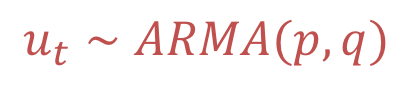 u_t ~ ARMA(p, q)